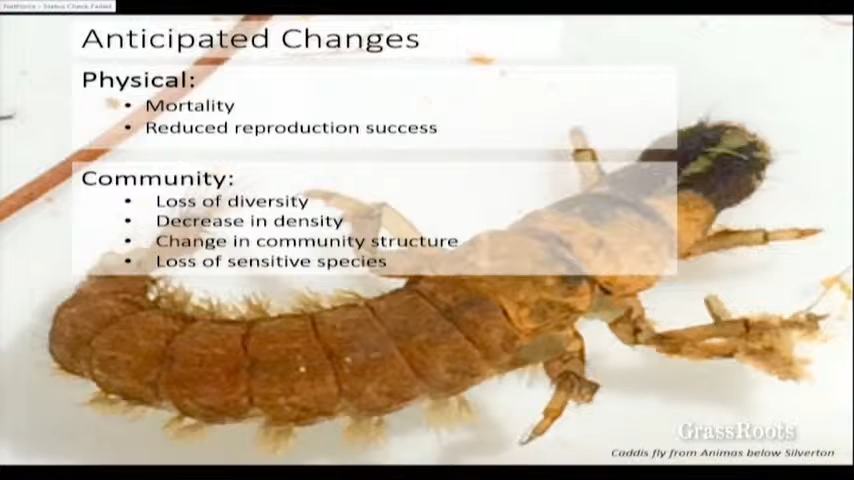 Anticipated Changes
Physical:
• Mortality
• Reduced reproduction success
Community:
• Loss of diversity
• Decrease in density
• Change in community structure
• Loss of sensitive species
GrassRoots
Caddis fly from Animas below Silverton